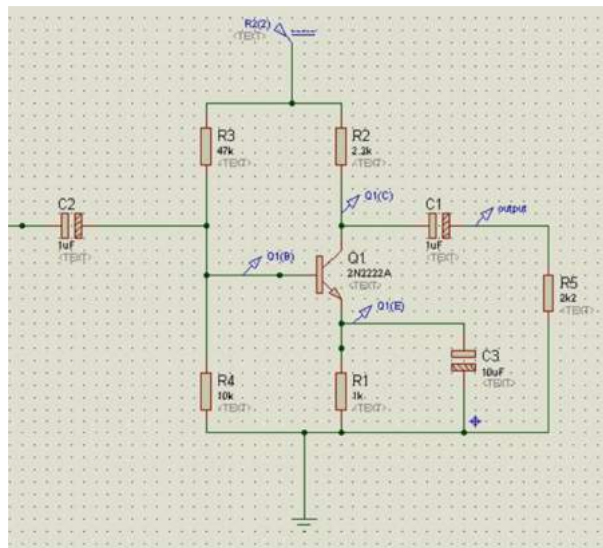 R2(2)
<TEXT>
R3
47k
<TEXT>
R2
2.2k
<TEXT>
Q1(C)
C2
1uF
<TEXT>
C1
1uF
<TEXT>
output
Q1(B)
Q1
2N2222A
<TEXT>
R5
2k2
<TEXT>
Q1(E)
C3
10uF
<TEXT>
R4
10k
<TEXT>
R1
1k
<TEXT>